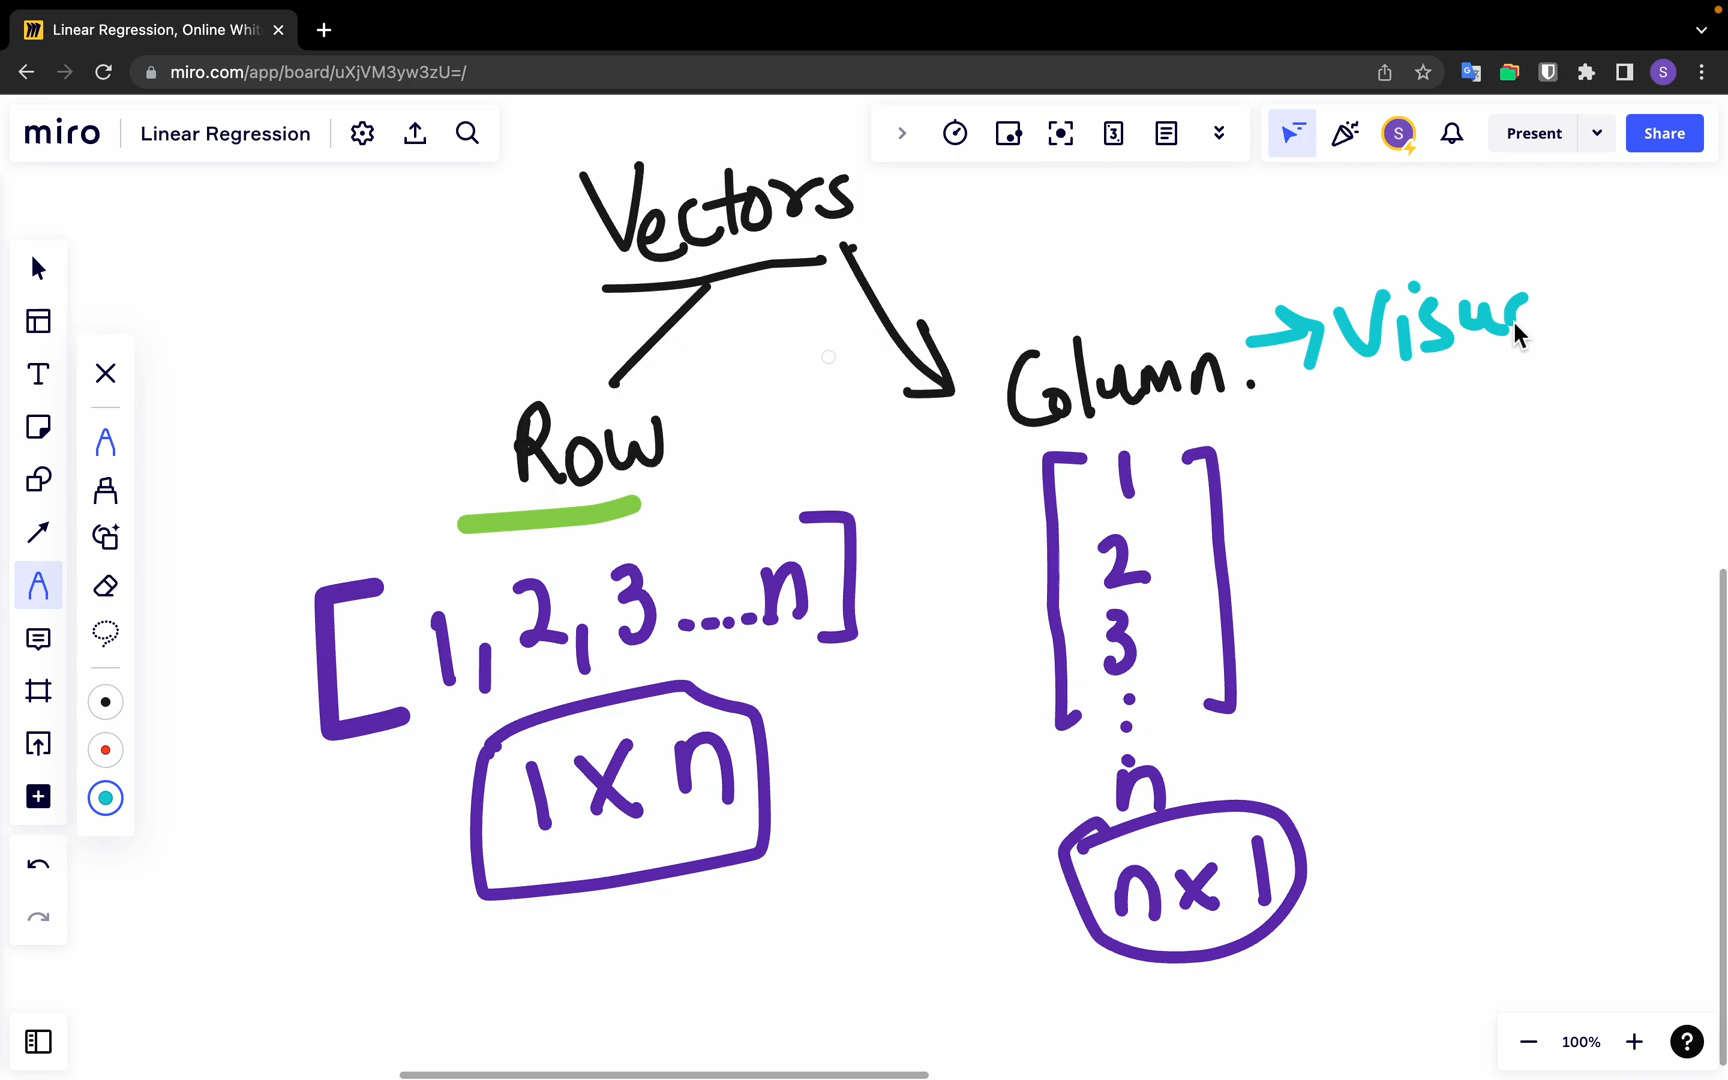 Linear Regression, Online Whit
miro.com/app/board/uXjVM3yw3zU=/
S
miro
Linear Regression
3
S
Present
Share
Vectors
Row
Column.
→ Visu
[1, 2, 3 ..... n]
1 x n
[1
2
3
.
.
.
n]
n x 1
100%
?